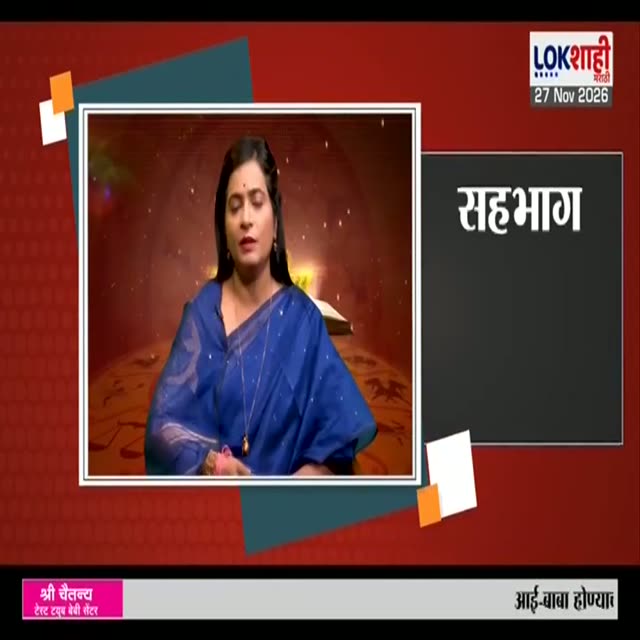 LOKशाही
मराठी
27 Nov 2026
सहभाग
श्री चैतन्य
टेस्ट ट्यूब बेबी सेंटर
आई-बाबा होण्याच